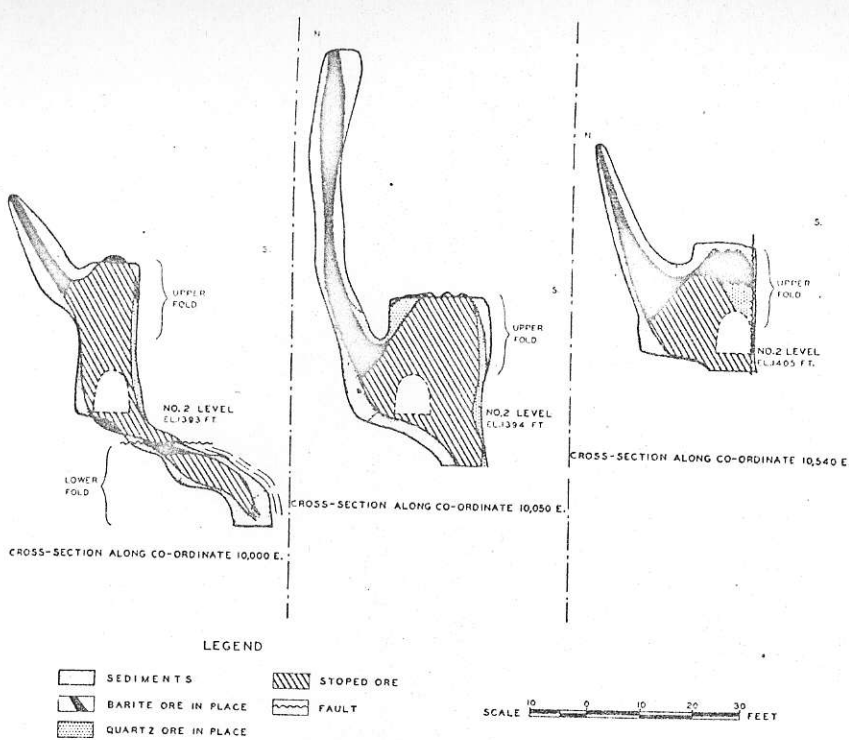 N
S.
UPPER
FOLD
NO.2 LEVEL
EL.1393 FT.
LOWER
FOLD
CROSS-SECTION ALONG CO-ORDINATE 10,000 E.
N
S.
UPPER
FOLD
NO.2 LEVEL
EL.1394 FT.
CROSS-SECTION ALONG CO-ORDINATE 10,050 E.
N
S.
UPPER
FOLD
NO.2 LEVEL
EL.1405 FT.
CROSS-SECTION ALONG CO-ORDINATE 10,540 E.
LEGEND
SEDIMENTS
BARITE ORE IN PLACE
QUARTZ ORE IN PLACE
STOPED ORE
FAULT
SCALE 10 0 10 20 30 FEET